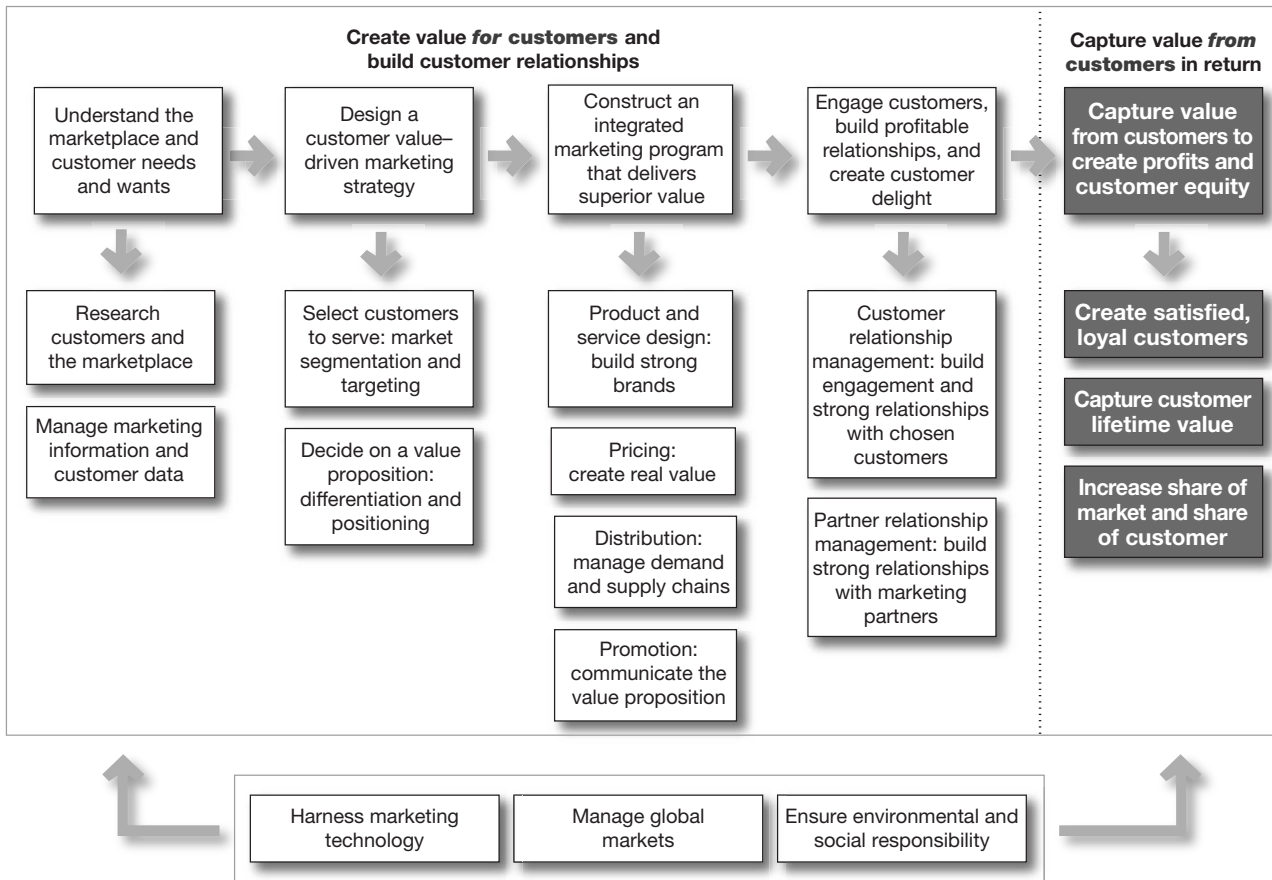 Create value for customers and
build customer relationships
Capture value from
customers in return
Understand the
marketplace and
customer needs
and wants
Design a
customer value–
driven marketing
strategy
Construct an
integrated
marketing program
that delivers
superior value
Engage customers,
build profitable
relationships, and
create customer
delight
Capture value
from customers to
create profits and
customer equity
Research
customers and
the marketplace
Manage marketing
information and
customer data
Select customers
to serve: market
segmentation and
targeting
Decide on a value
proposition:
differentiation and
positioning
Product and
service design:
build strong
brands
Pricing:
create real value
Distribution:
manage demand
and supply chains
Promotion:
communicate the
value proposition
Customer
relationship
management: build
engagement and
strong relationships
with chosen
customers
Partner relationship
management: build
strong relationships
with marketing
partners
Create satisfied,
loyal customers
Capture customer
lifetime value
Increase share of
market and share
of customer
Harness marketing
technology
Manage global
markets
Ensure environmental and
social responsibility